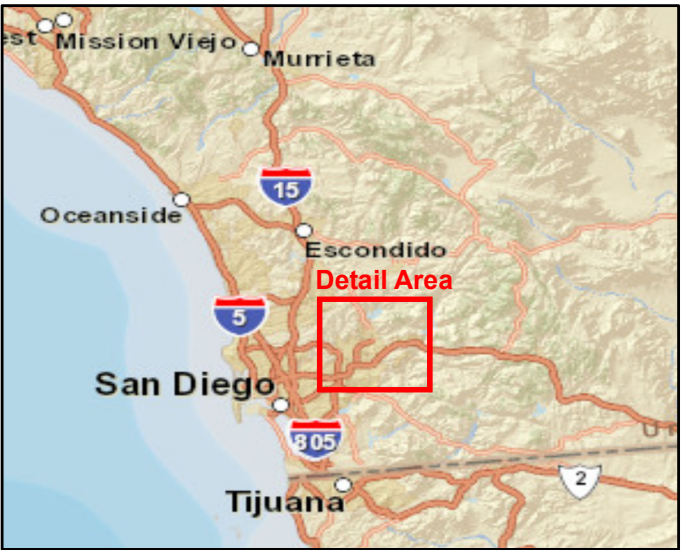 est
Mission Viejo
Murrieta
15
Oceanside
Escondido
Detail Area
5
San Diego
805
U
2
Tijuana